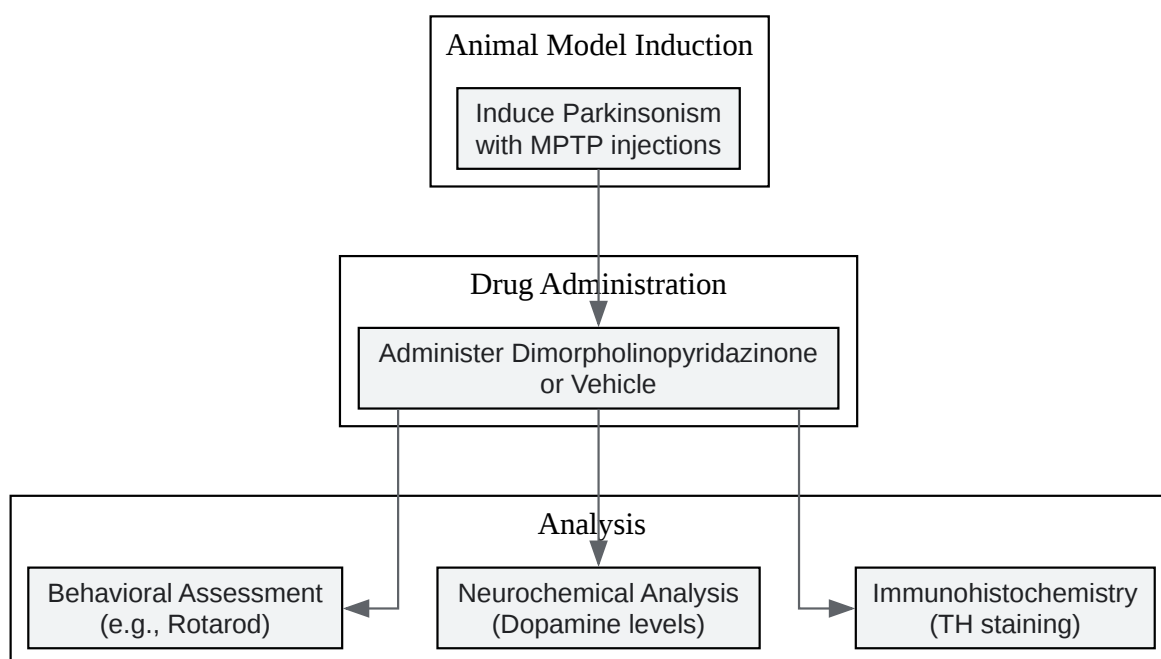 Animal Model Induction
Induce Parkinsonism
with MPTP injections
Drug Administration
Administer Dimorpholinopyridazinone
or Vehicle
Analysis
Behavioral Assessment
(e.g., Rotarod)
Neurochemical Analysis
(Dopamine levels)
Immunohistochemistry
(TH staining)